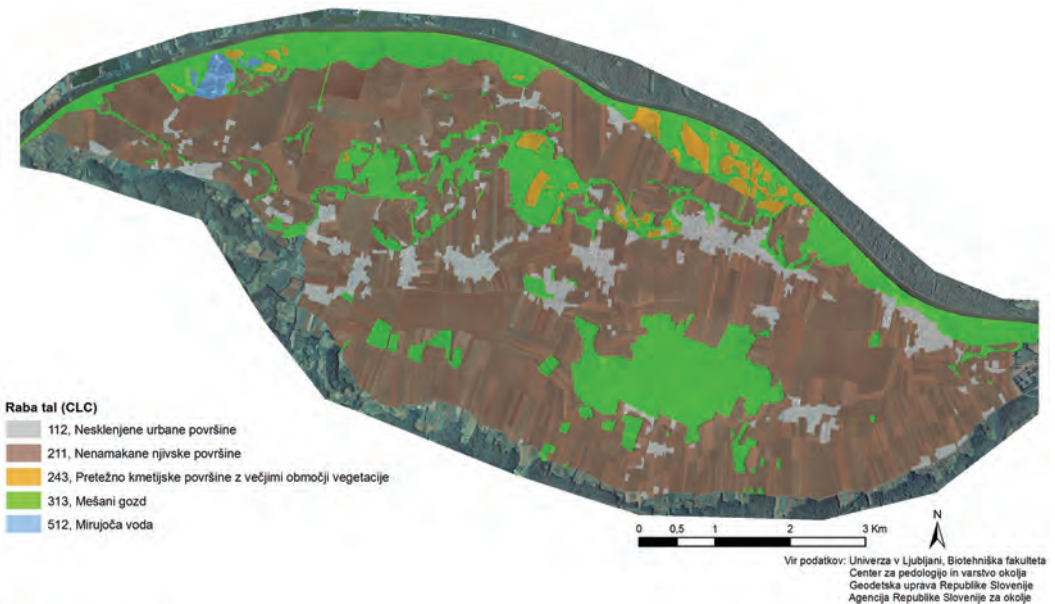 Raba tal (CLC)
112, Nesklenjene urbane površine
211, Nenamakane njivske površine
243, Pretežno kmetijske površine z večjimi območji vegetacije
313, Mešani gozd
512, Mirujoča voda
0 0,5 1 2 3 Km
N
Vir podatkov: Univerza v Ljubljani, Biotehniška fakulteta
Center za pedologijo in varstvo okolja
Geodetska uprava Republike Slovenije
Agencija Republike Slovenije za okolje